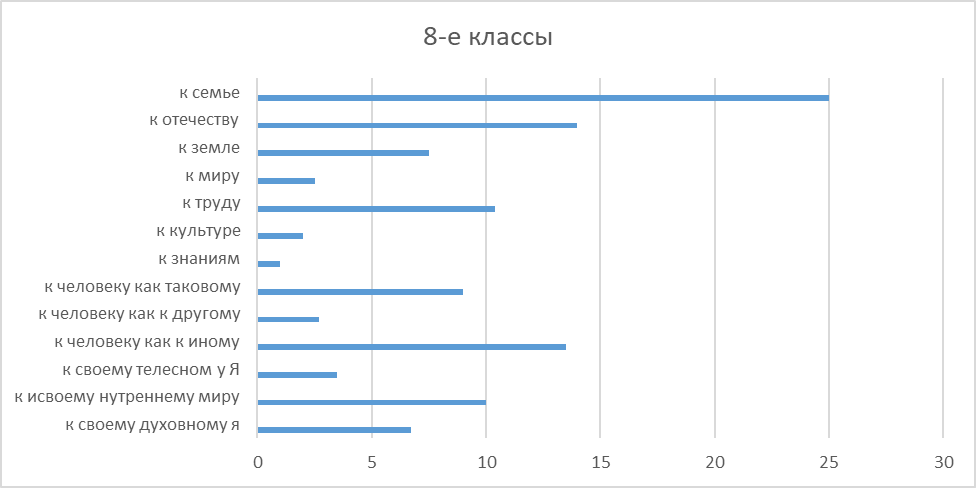 8-е классы
к семье
к отечеству
к земле
к миру
к труду
к культуре
к знаниям
к человеку как таковому
к человеку как к другому
к человеку как к иному
к своему телесном у Я
к исвоему нутреннему миру
к своему духовному я
0 5 10 15 20 25 30